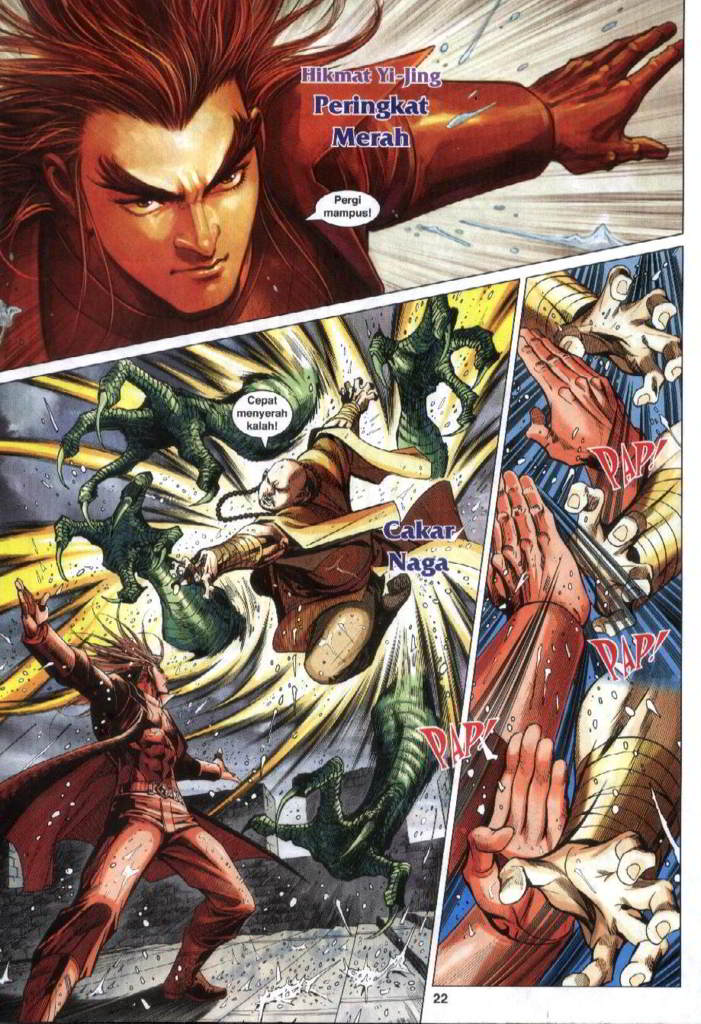 Hikmat Yi-Jing
Peringkat
Merah
Pergi
mampus!
Cepat
menyerah
kalah!
Cakar
Naga
PAP!
PAP!
PAP!
22